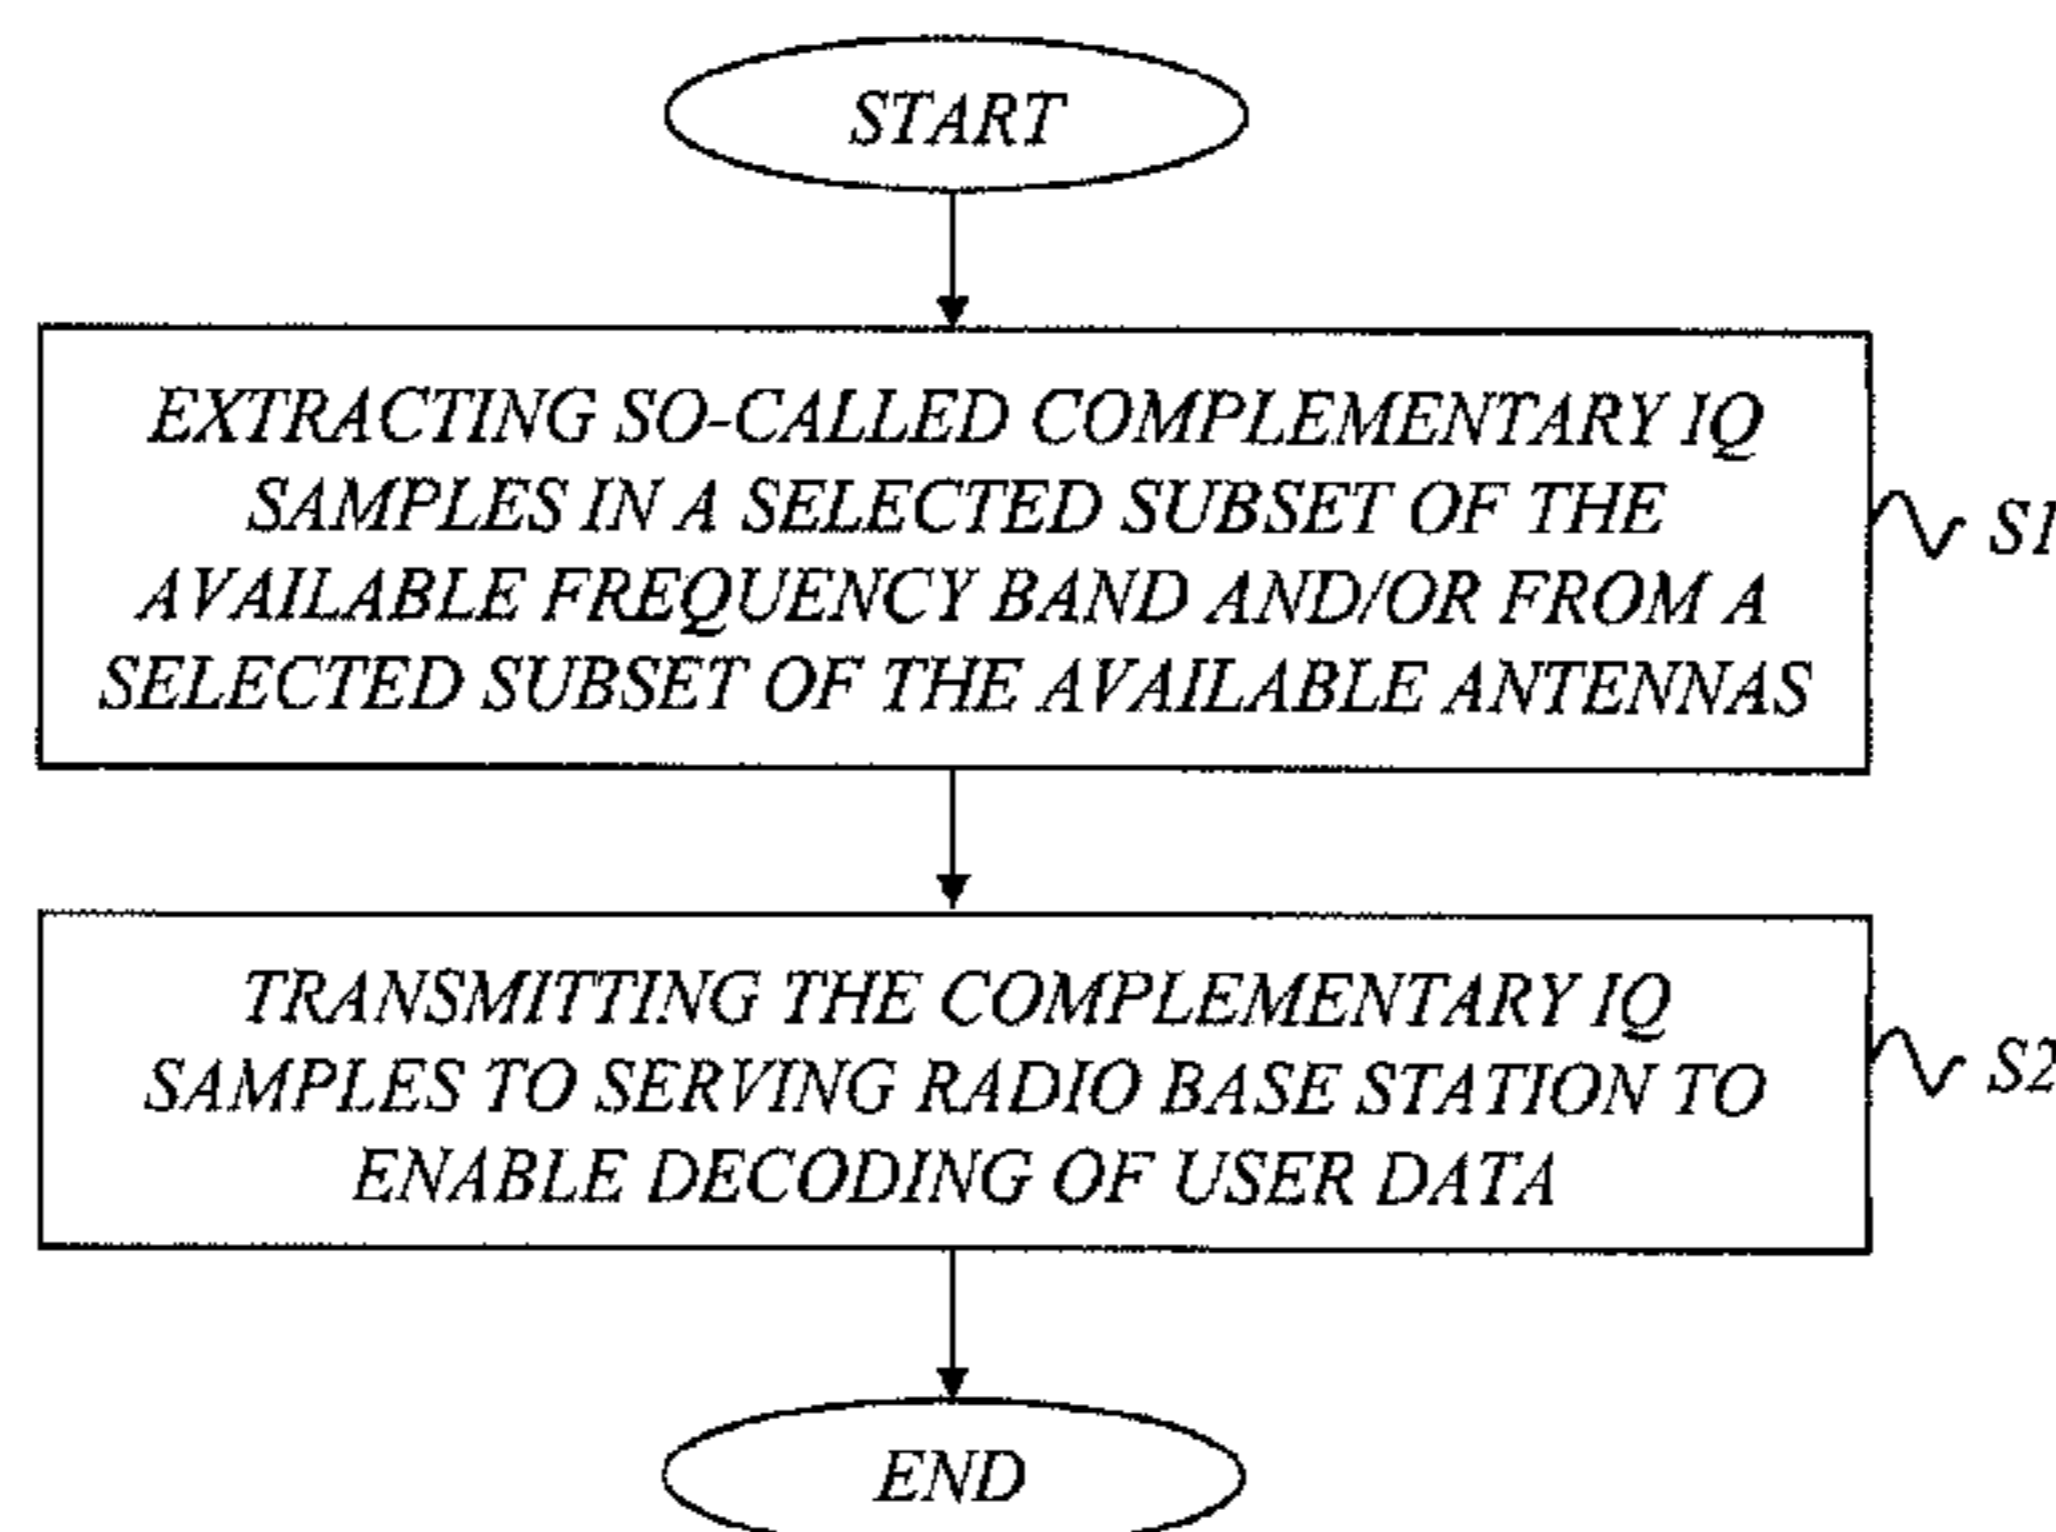 START
EXTRACTING SO-CALLED COMPLEMENTARY IQ
SAMPLES IN A SELECTED SUBSET OF THE
AVAILABLE FREQUENCY BAND AND/OR FROM A
SELECTED SUBSET OF THE AVAILABLE ANTENNAS
S1
TRANSMITTING THE COMPLEMENTARY IQ
SAMPLES TO SERVING RADIO BASE STATION TO
ENABLE DECODING OF USER DATA
S2
END